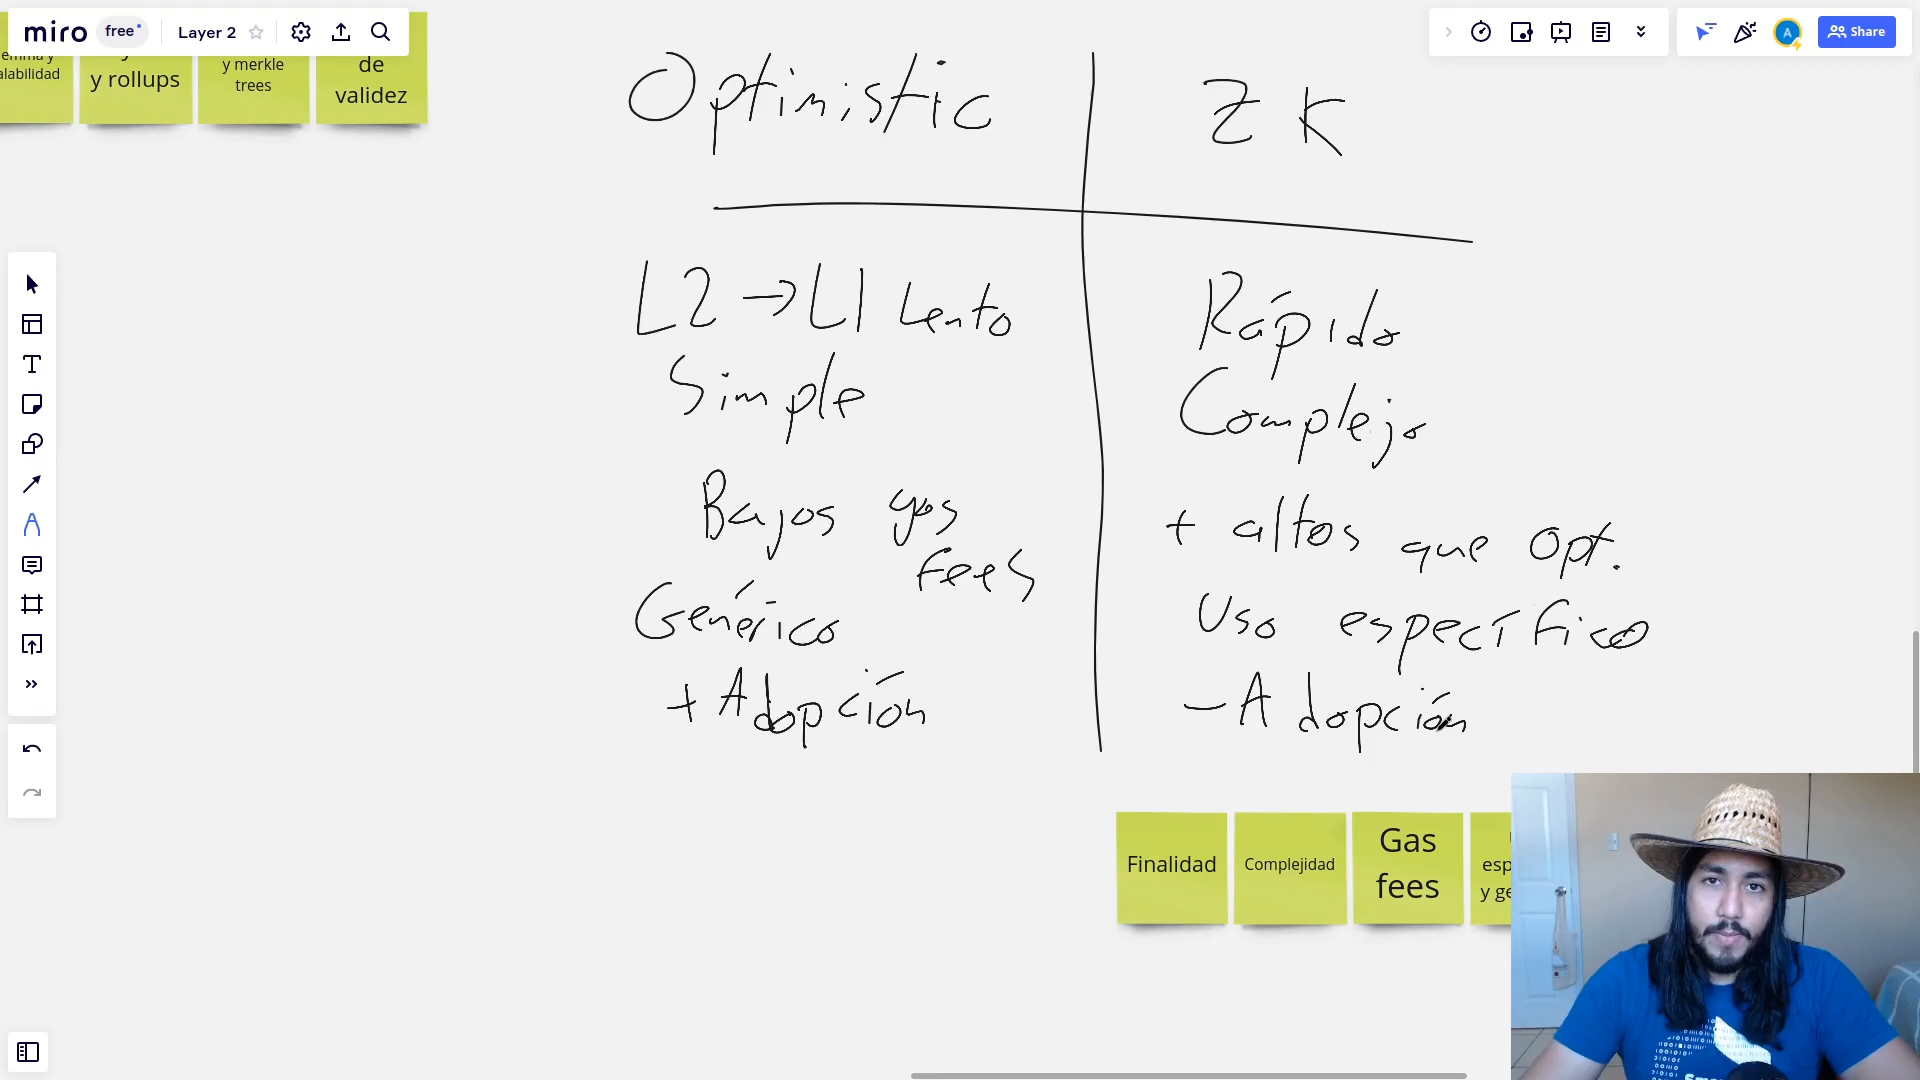 miro free Layer 2 Share
emma y
alabilidad
y rollups
y merkle
trees
de
validez
Optimistic ZK
L2 → L1 Lento Rápido
Simple Complejo
Bajos gas
Fees
+ altos que Opt.
Genérico Uso específico
+ Adopción - Adopción
Finalidad
Complejidad
Gas
fees
esp
y ge
A